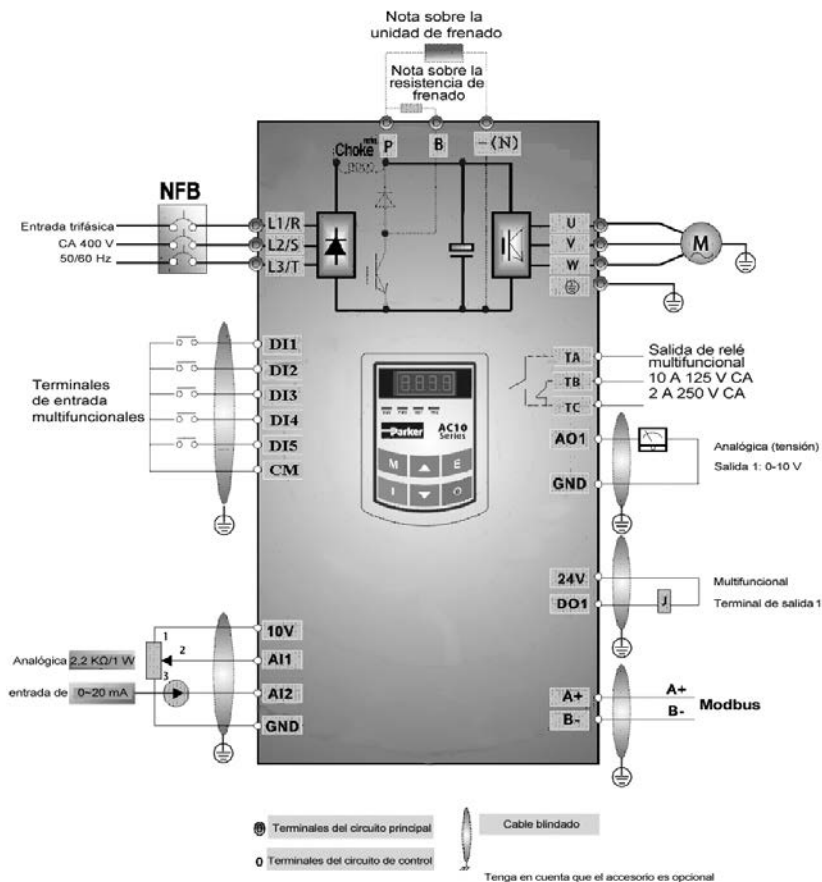 Nota sobre la
unidad de frenado
Nota sobre la
resistencia de
frenado
P
B
-(N)
Choke
NFB
Entrada trifásica
CA 400 V
50/60 Hz
L1/R
L2/S
L3/T
U
V
W
M
DI1
DI2
DI3
DI4
DI5
CM
Terminales
de entrada
multifuncionales
8.8.8.8
Parker
AC10
Series
M
E
I
O
TA
TB
TC
Salida de relé
multifuncional
10 A 125 V CA
2 A 250 V CA
AO1
GND
Analógica (tensión)
Salida 1: 0-10 V
24V
DO1
J
Multifuncional
Terminal de salida 1
10V
AI1
AI2
GND
1
2
3
Analógica 2,2 KΩ/1 W
entrada de 0~20 mA
A+
B-
A+
B-
Modbus
Terminales del circuito principal
Terminales del circuito de control
Cable blindado
Tenga en cuenta que el accesorio es opcional